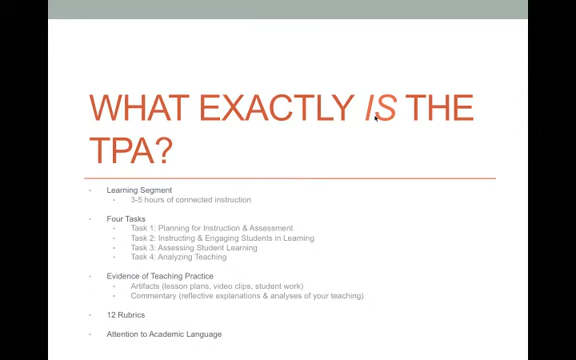 WHAT EXACTLY IS THE
TPA?
Learning Segment
3-5 hours of connected instruction
Four Tasks
Task 1: Planning for Instruction & Assessment
Task 2: Instructing & Engaging Students in Learning
Task 3: Assessing Student Learning
Task 4: Analyzing Teaching
Evidence of Teaching Practice
Artifacts (lesson plans, video clips, student work)
Commentary (reflective explanations & analyses of your teaching)
12 Rubrics
Attention to Academic Language